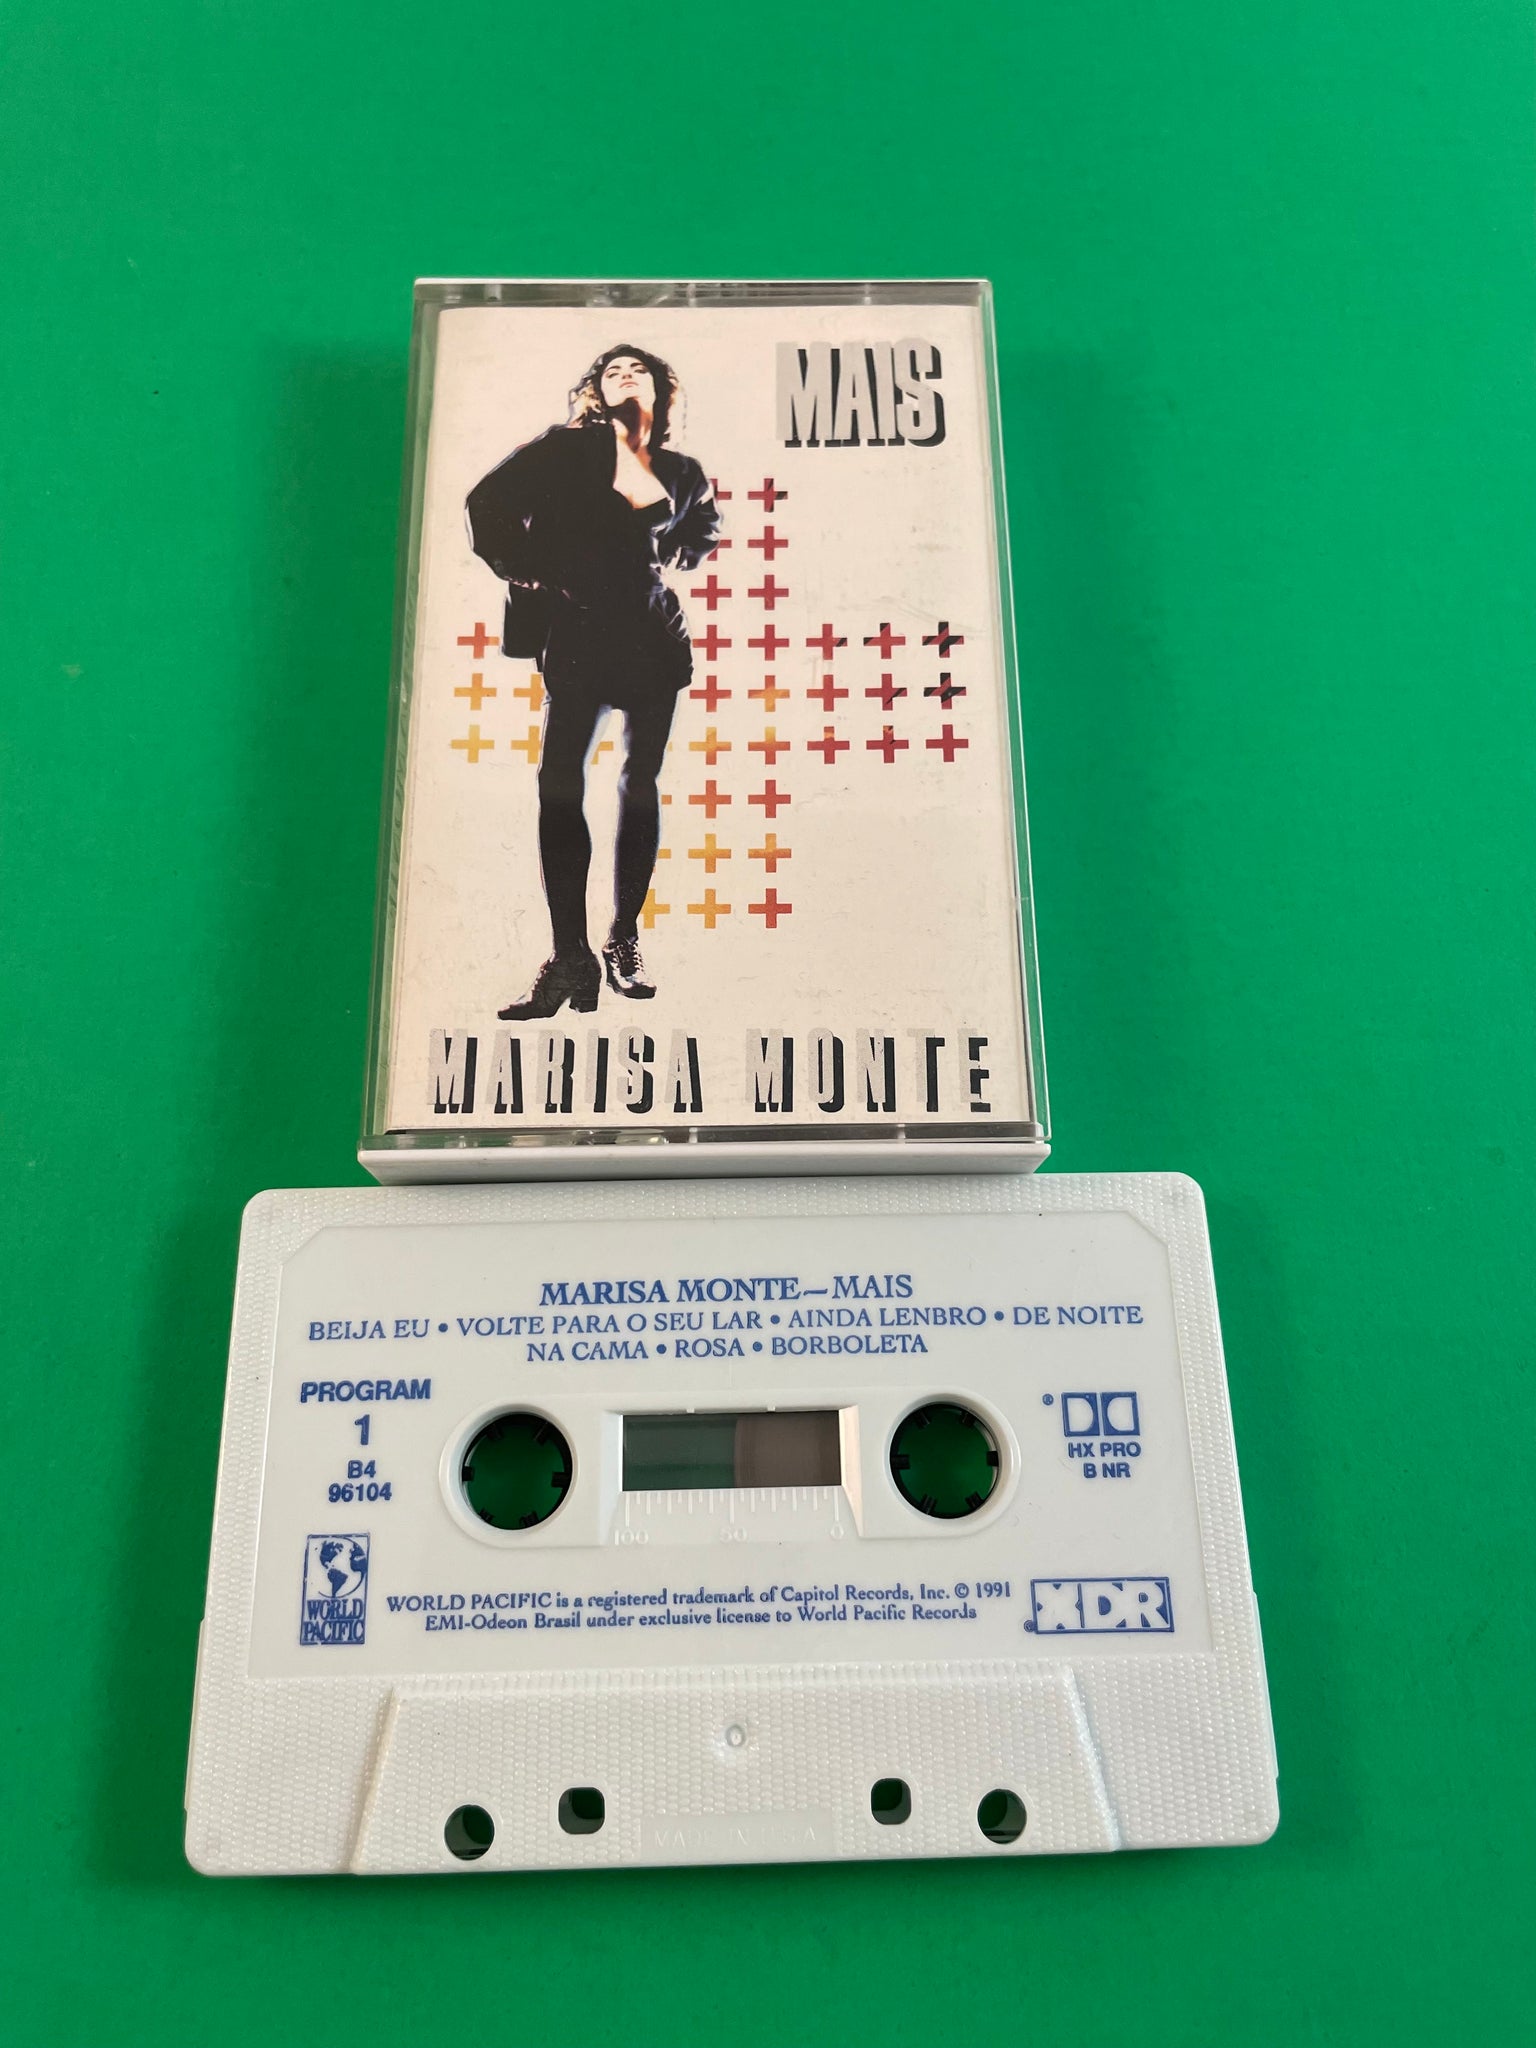 MAIS
MARISA MONTE
MARISA MONTE—MAIS
BEIJA EU • VOLTE PARA O SEU LAR • AINDA LENBRO • DE NOITE
NA CAMA • ROSA • BORBOLETA
PROGRAM
1
B4
96104
® 
HX PRO
B NR
100 50 0
WORLD
PACIFIC
WORLD PACIFIC is a registered trademark of Capitol Records, Inc. © 1991
EMI-Odeon Brasil under exclusive license to World Pacific Records
® XDR
MADE IN U.S.A